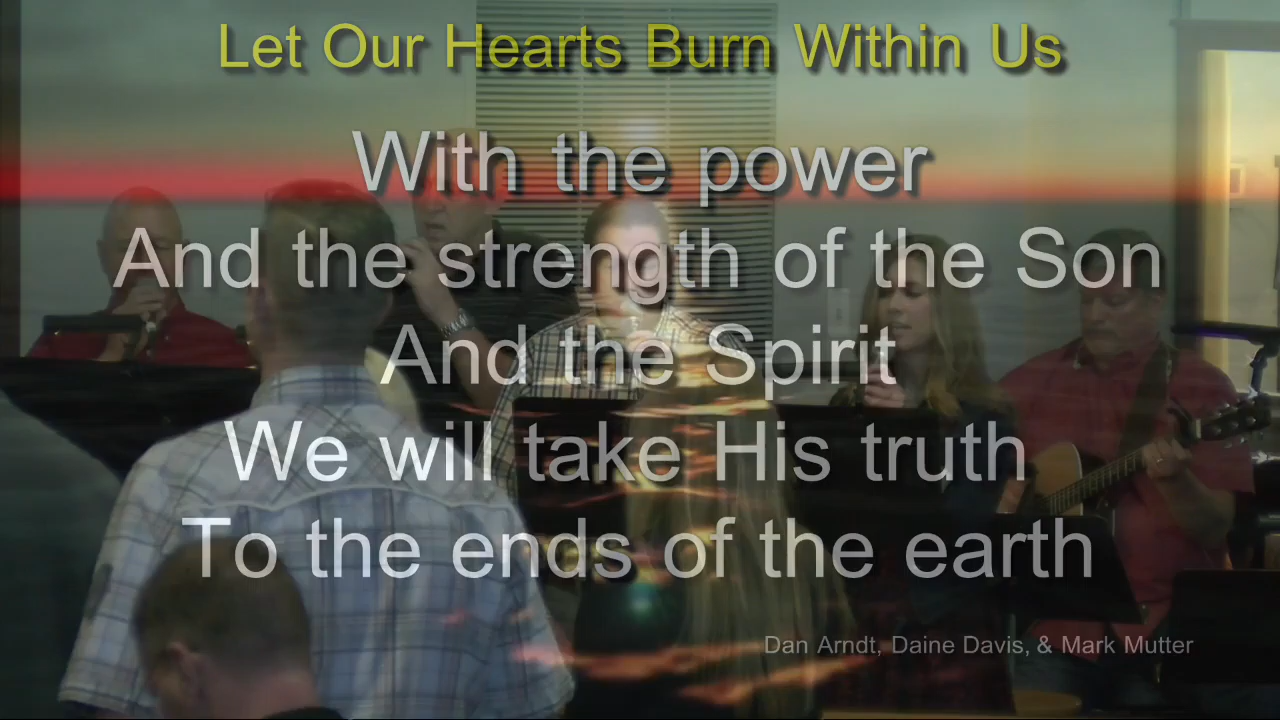 Let Our Hearts Burn Within Us
With the power
And the strength of the Son
And the Spirit
We will take His truth
To the ends of the earth
Dan Arndt, Daine Davis, & Mark Mutter